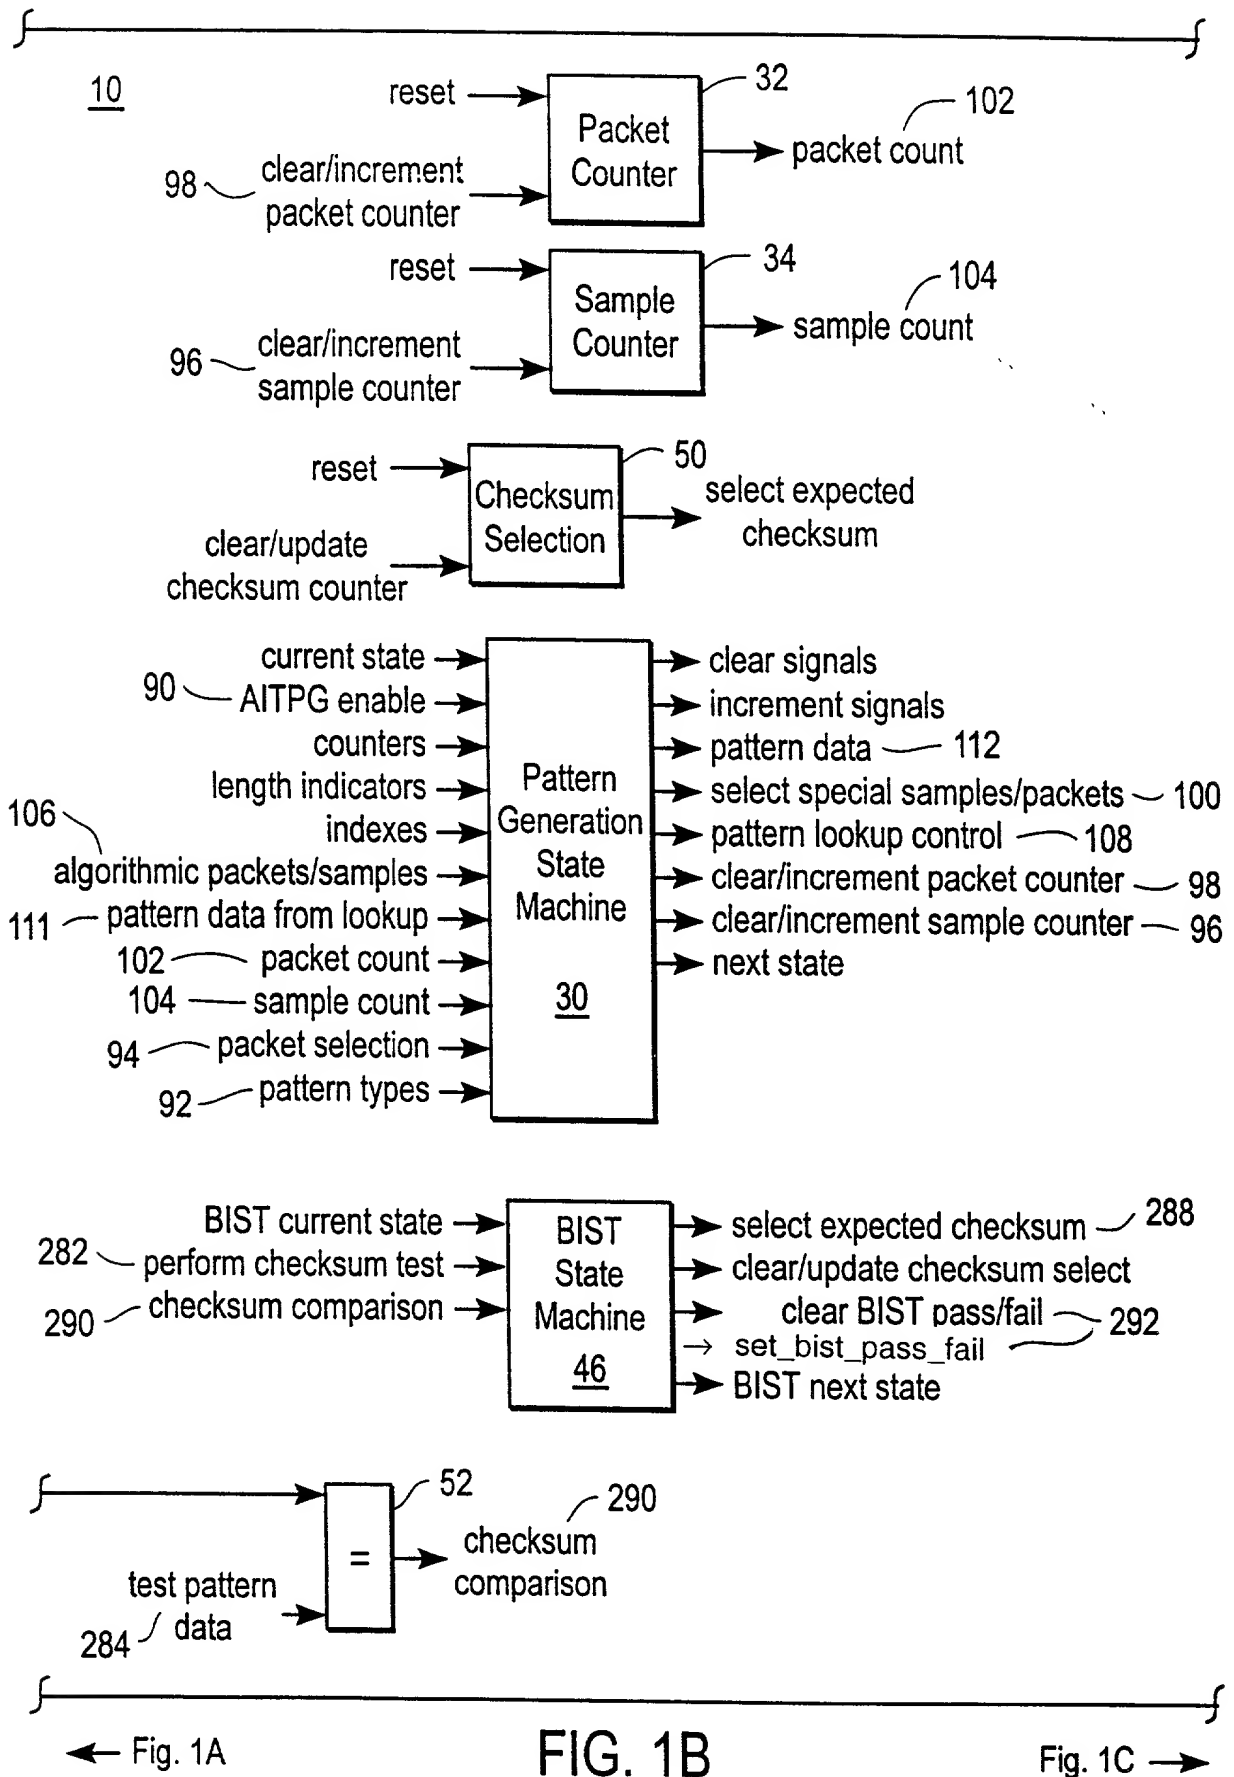 10
reset
32
Packet
Counter
102
packet count
98
clear/increment
packet counter
reset
34
Sample
Counter
104
sample count
96
clear/increment
sample counter
reset
50
Checksum
Selection
select expected
checksum
clear/update
checksum counter
current state
90
AITPG enable
counters
length indicators
indexes
106
algorithmic packets/samples
111
pattern data from lookup
102
packet count
104
sample count
94
packet selection
92
pattern types
Pattern
Generation
State
Machine
30
clear signals
increment signals
pattern data
112
select special samples/packets
100
pattern lookup control
108
clear/increment packet counter
98
clear/increment sample counter
96
next state
BIST current state
282
perform checksum test
290
checksum comparison
BIST
State
Machine
46
select expected checksum
288
clear/update checksum select
clear BIST pass/fail
292
→ set_bist_pass_fail
BIST next state
52
=
290
checksum
comparison
test pattern
data
284
← Fig. 1A
FIG. 1B
Fig. 1C →